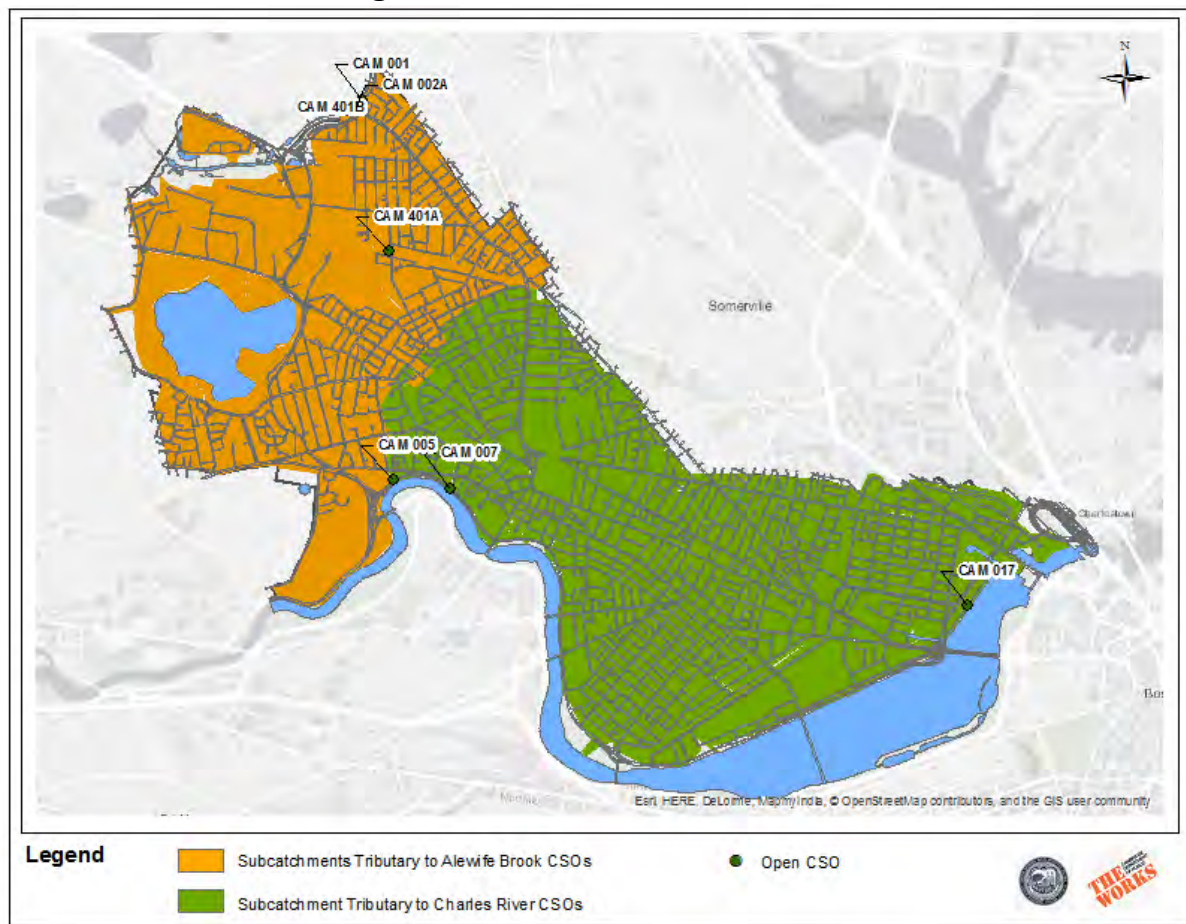 N
CAM 001
CAM 002A
CAM 401B
CAM 401A
Somerville
CAM 005
CAM 007
Charlestown
CAM 017
Bos
Esri, HERE, DeLorme, MapmyIndia, © OpenStreetMap contributors, and the GIS user community
Legend
Subcatchments Tributary to Alewife Brook CSOs
Open CSO
Subcatchment Tributary to Charles River CSOs
THE
WORKS